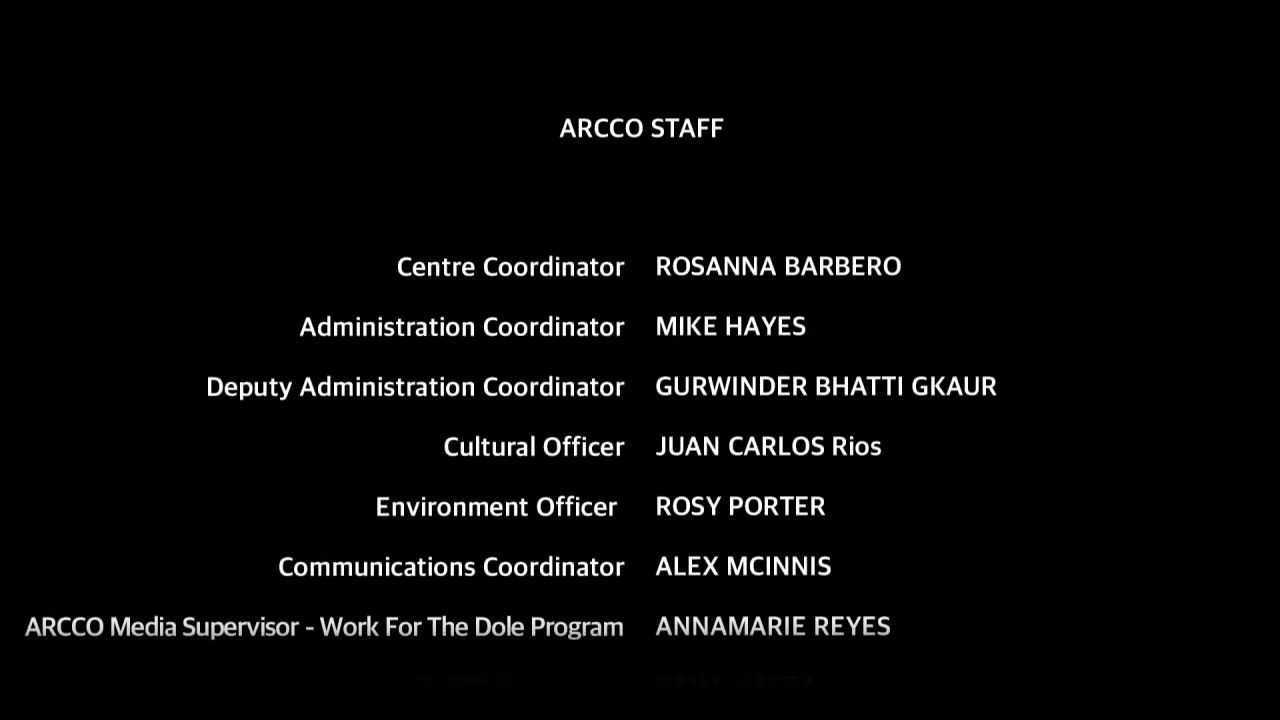 ARCCO STAFF
Centre Coordinator ROSANNA BARBERO
Administration Coordinator MIKE HAYES
Deputy Administration Coordinator GURWINDER BHATTI GKAUR
Cultural Officer JUAN CARLOS Rios
Environment Officer ROSY PORTER
Communications Coordinator ALEX MCINNIS
ARCCO Media Supervisor - Work For The Dole Program ANNAMARIE REYES